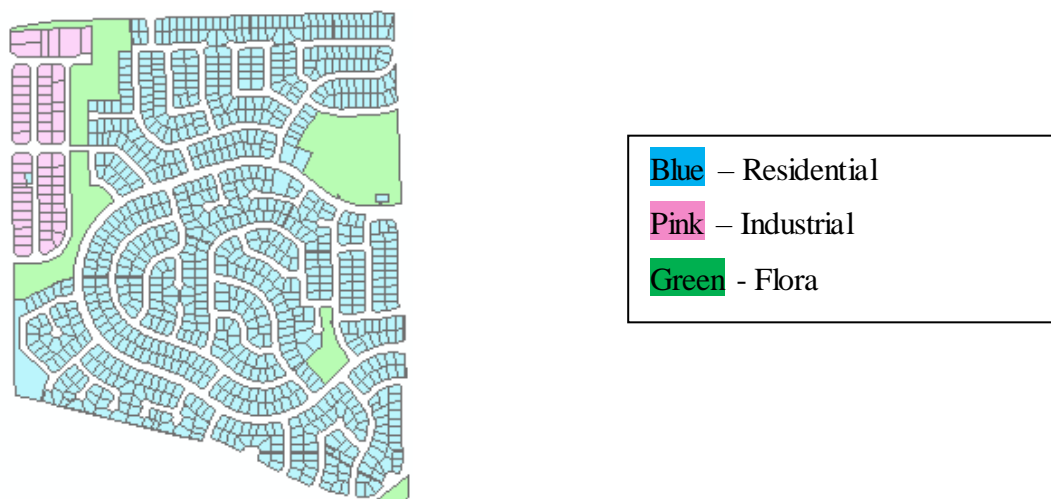 Blue – Residential
Pink – Industrial
Green - Flora